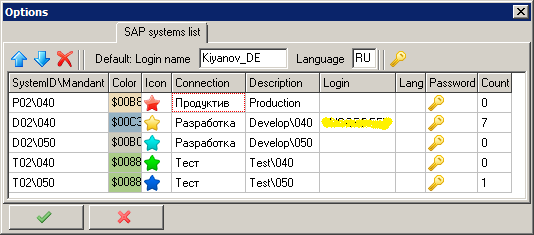 Options
SAP systems list
Default: Login name Kiyanov_DE Language RU
SystemID\Mandant Color Icon Connection Description Login Lang Password Count
P02\040 $00B8 Продуктив Production 0
D02\040 $00C3 Разработка Develop\040 7
D02\050 $00BC Разработка Develop\050 0
T02\040 $0088 Тест Test\040 0
T02\050 $0088 Тест Test\050 1